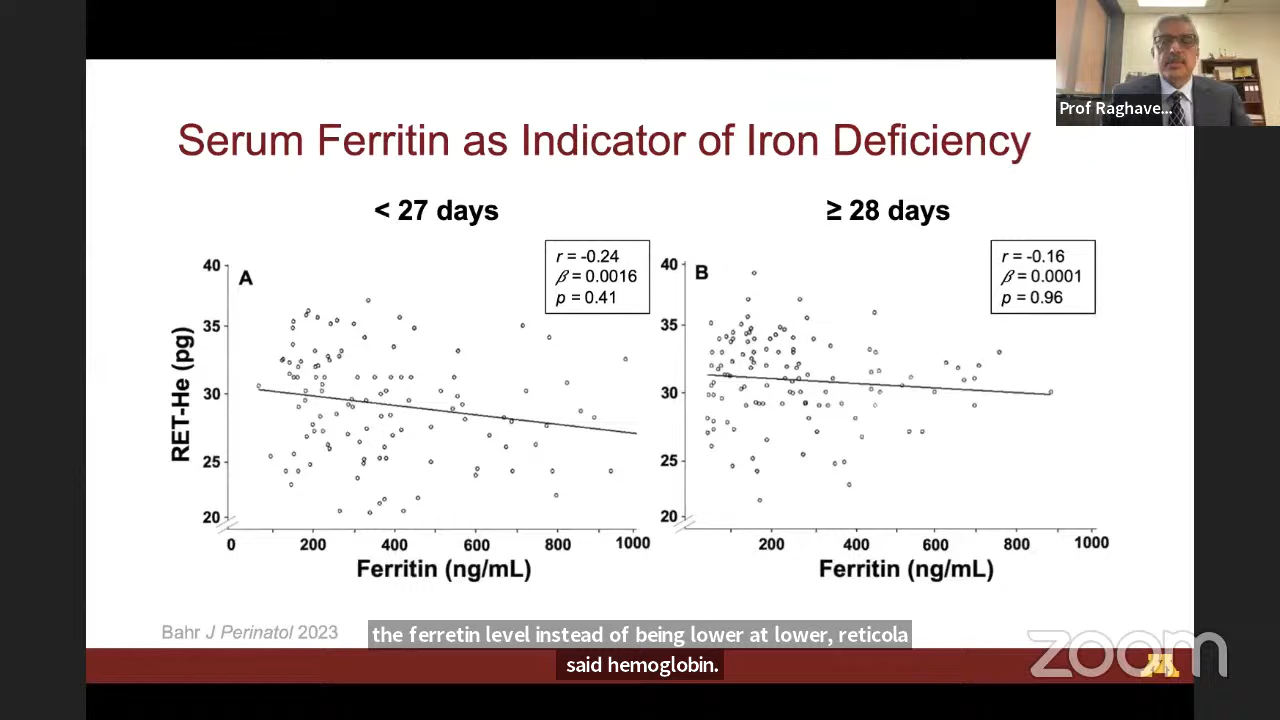 Prof Raghave...
Serum Ferritin as Indicator of Iron Deficiency
< 27 days
≥ 28 days
A
r = -0.24
β = 0.0016
p = 0.41
B
r = -0.16
β = 0.0001
p = 0.96
RET-He (pg)
40
35
30
25
20
40
35
30
25
20
0 200 400 600 800 1000
200 400 600 800 1000
Ferritin (ng/mL)
Ferritin (ng/mL)
Bahr J Perinatol 2023
the ferretin level instead of being lower at lower, reticola
said hemoglobin.
zoom
M